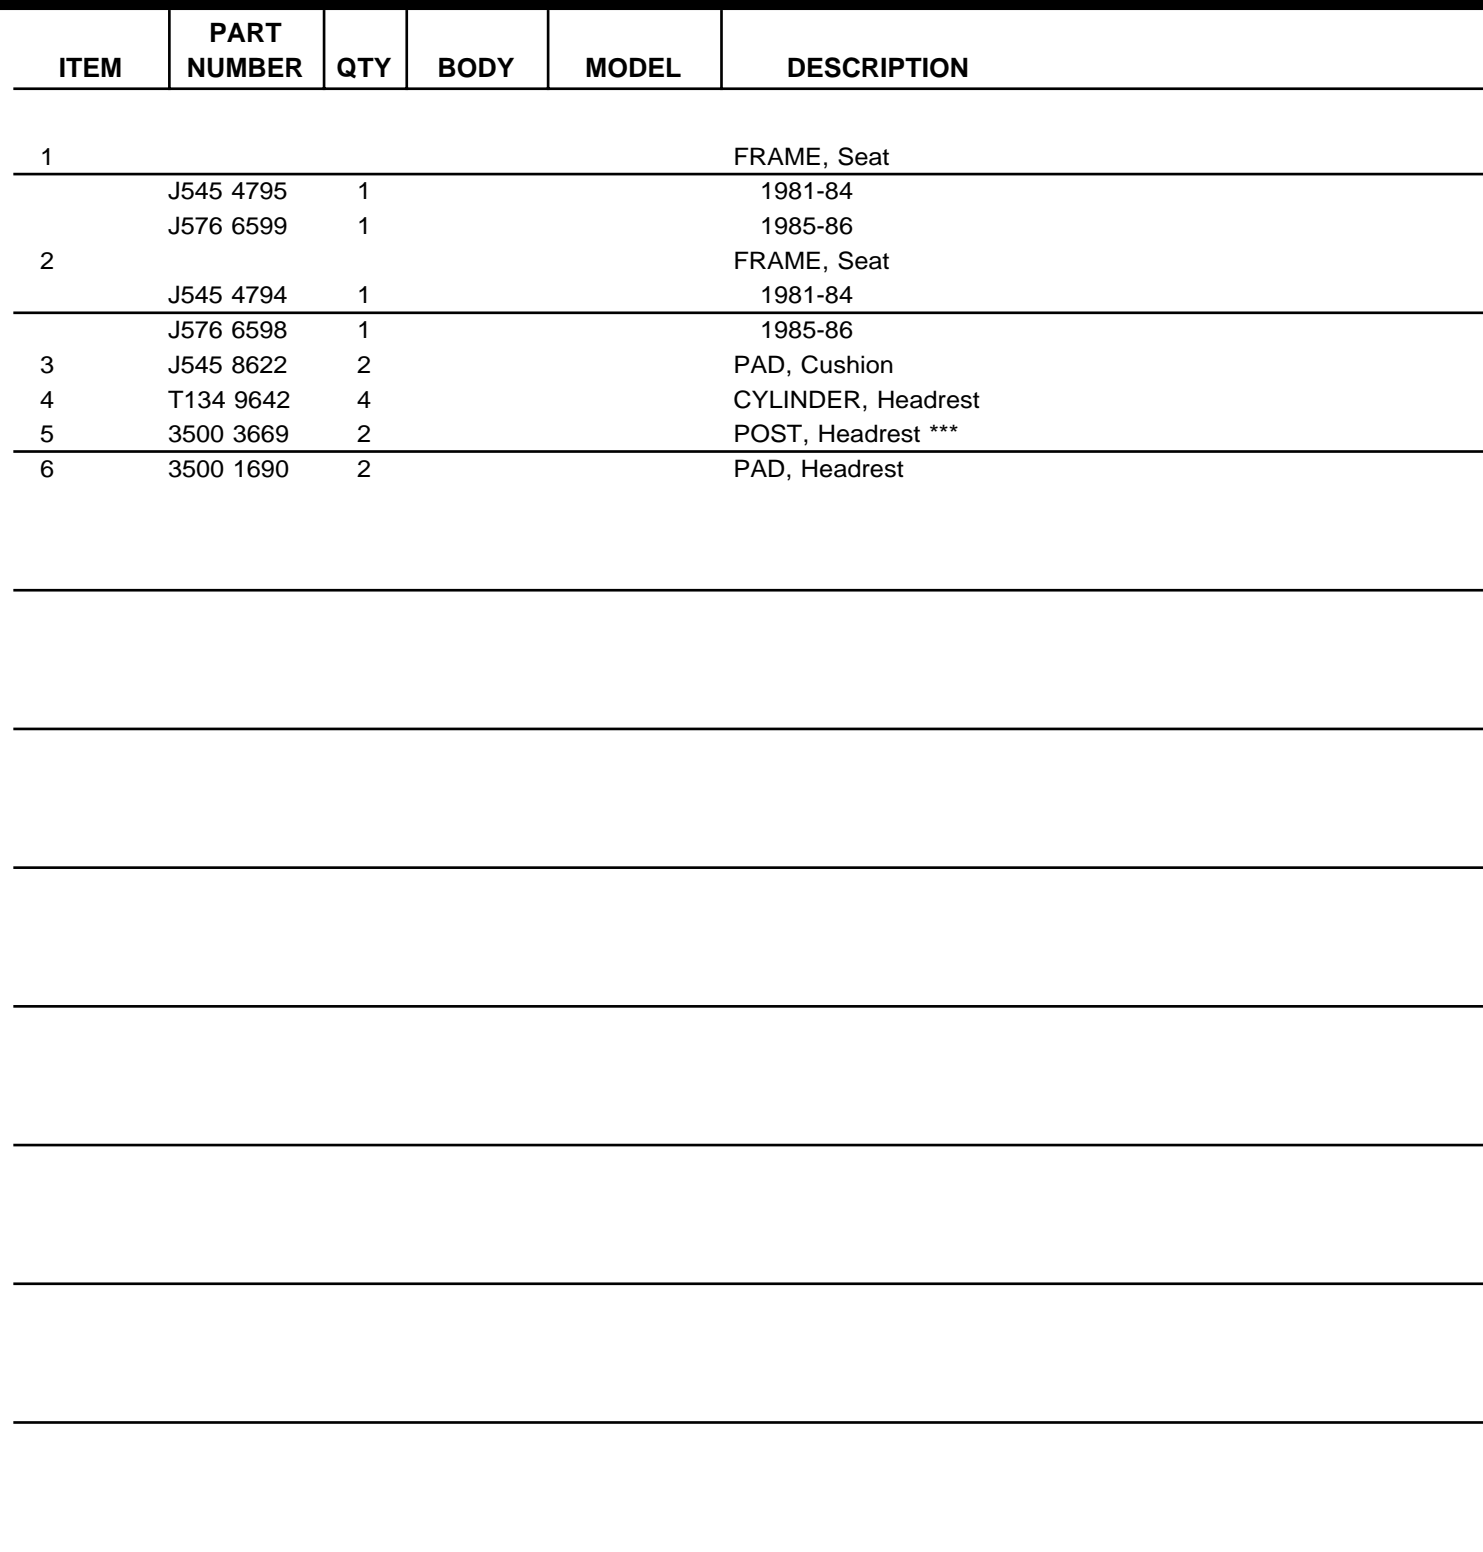 PART
ITEM NUMBER QTY BODY MODEL DESCRIPTION
1 FRAME, Seat
J545 4795 1 1981-84
J576 6599 1 1985-86
2 FRAME, Seat
J545 4794 1 1981-84
J576 6598 1 1985-86
3 J545 8622 2 PAD, Cushion
4 T134 9642 4 CYLINDER, Headrest
5 3500 3669 2 POST, Headrest ***
6 3500 1690 2 PAD, Headrest